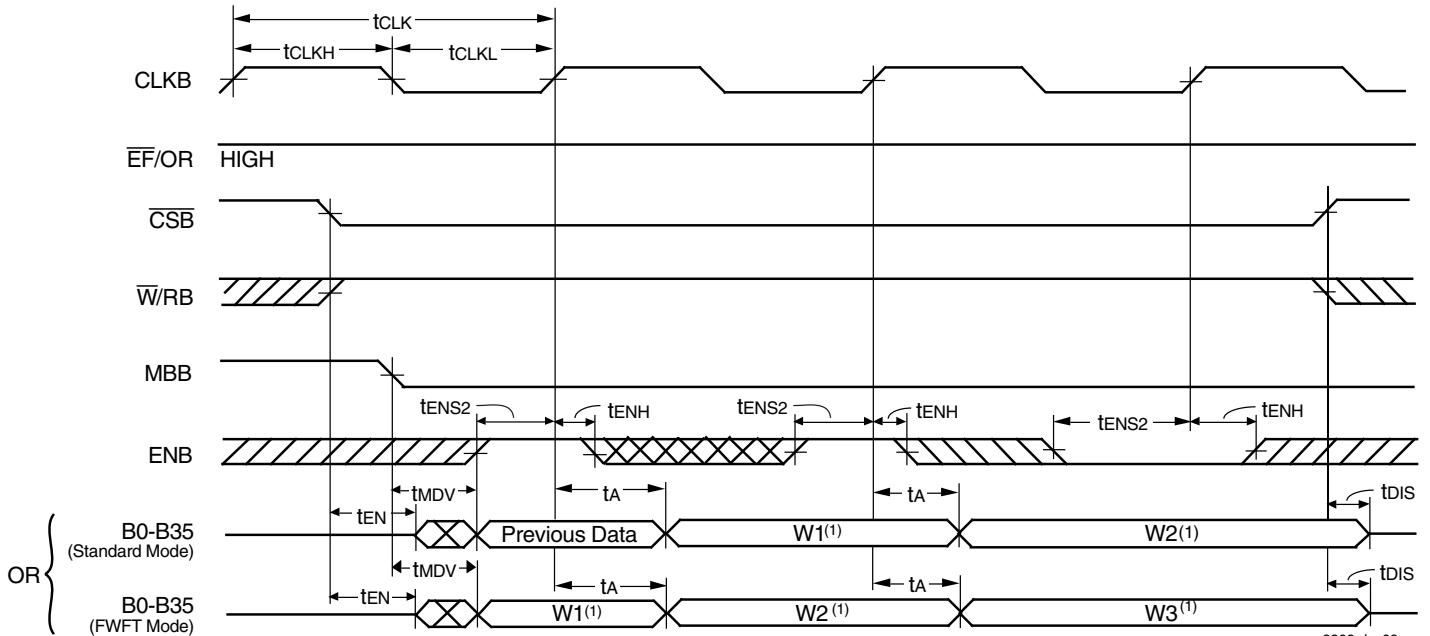 tCLK
tCLKH
tCLKL
CLKB
EF/OR HIGH
CSB
W/RB
MBB
tENS2 tENH tENS2 tENH tENS2 tENH
ENB
tMDV tA tA tDIS
tEN
B0-B35 Previous Data W1(1) W2(1)
(Standard Mode)
OR
tMDV tA tA tDIS
tEN
B0-B35 W1(1) W2(1) W3(1)
(FWFT Mode)